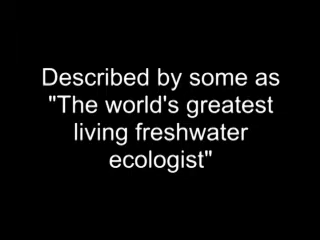 Described by some as
"The world's greatest
living freshwater
ecologist"